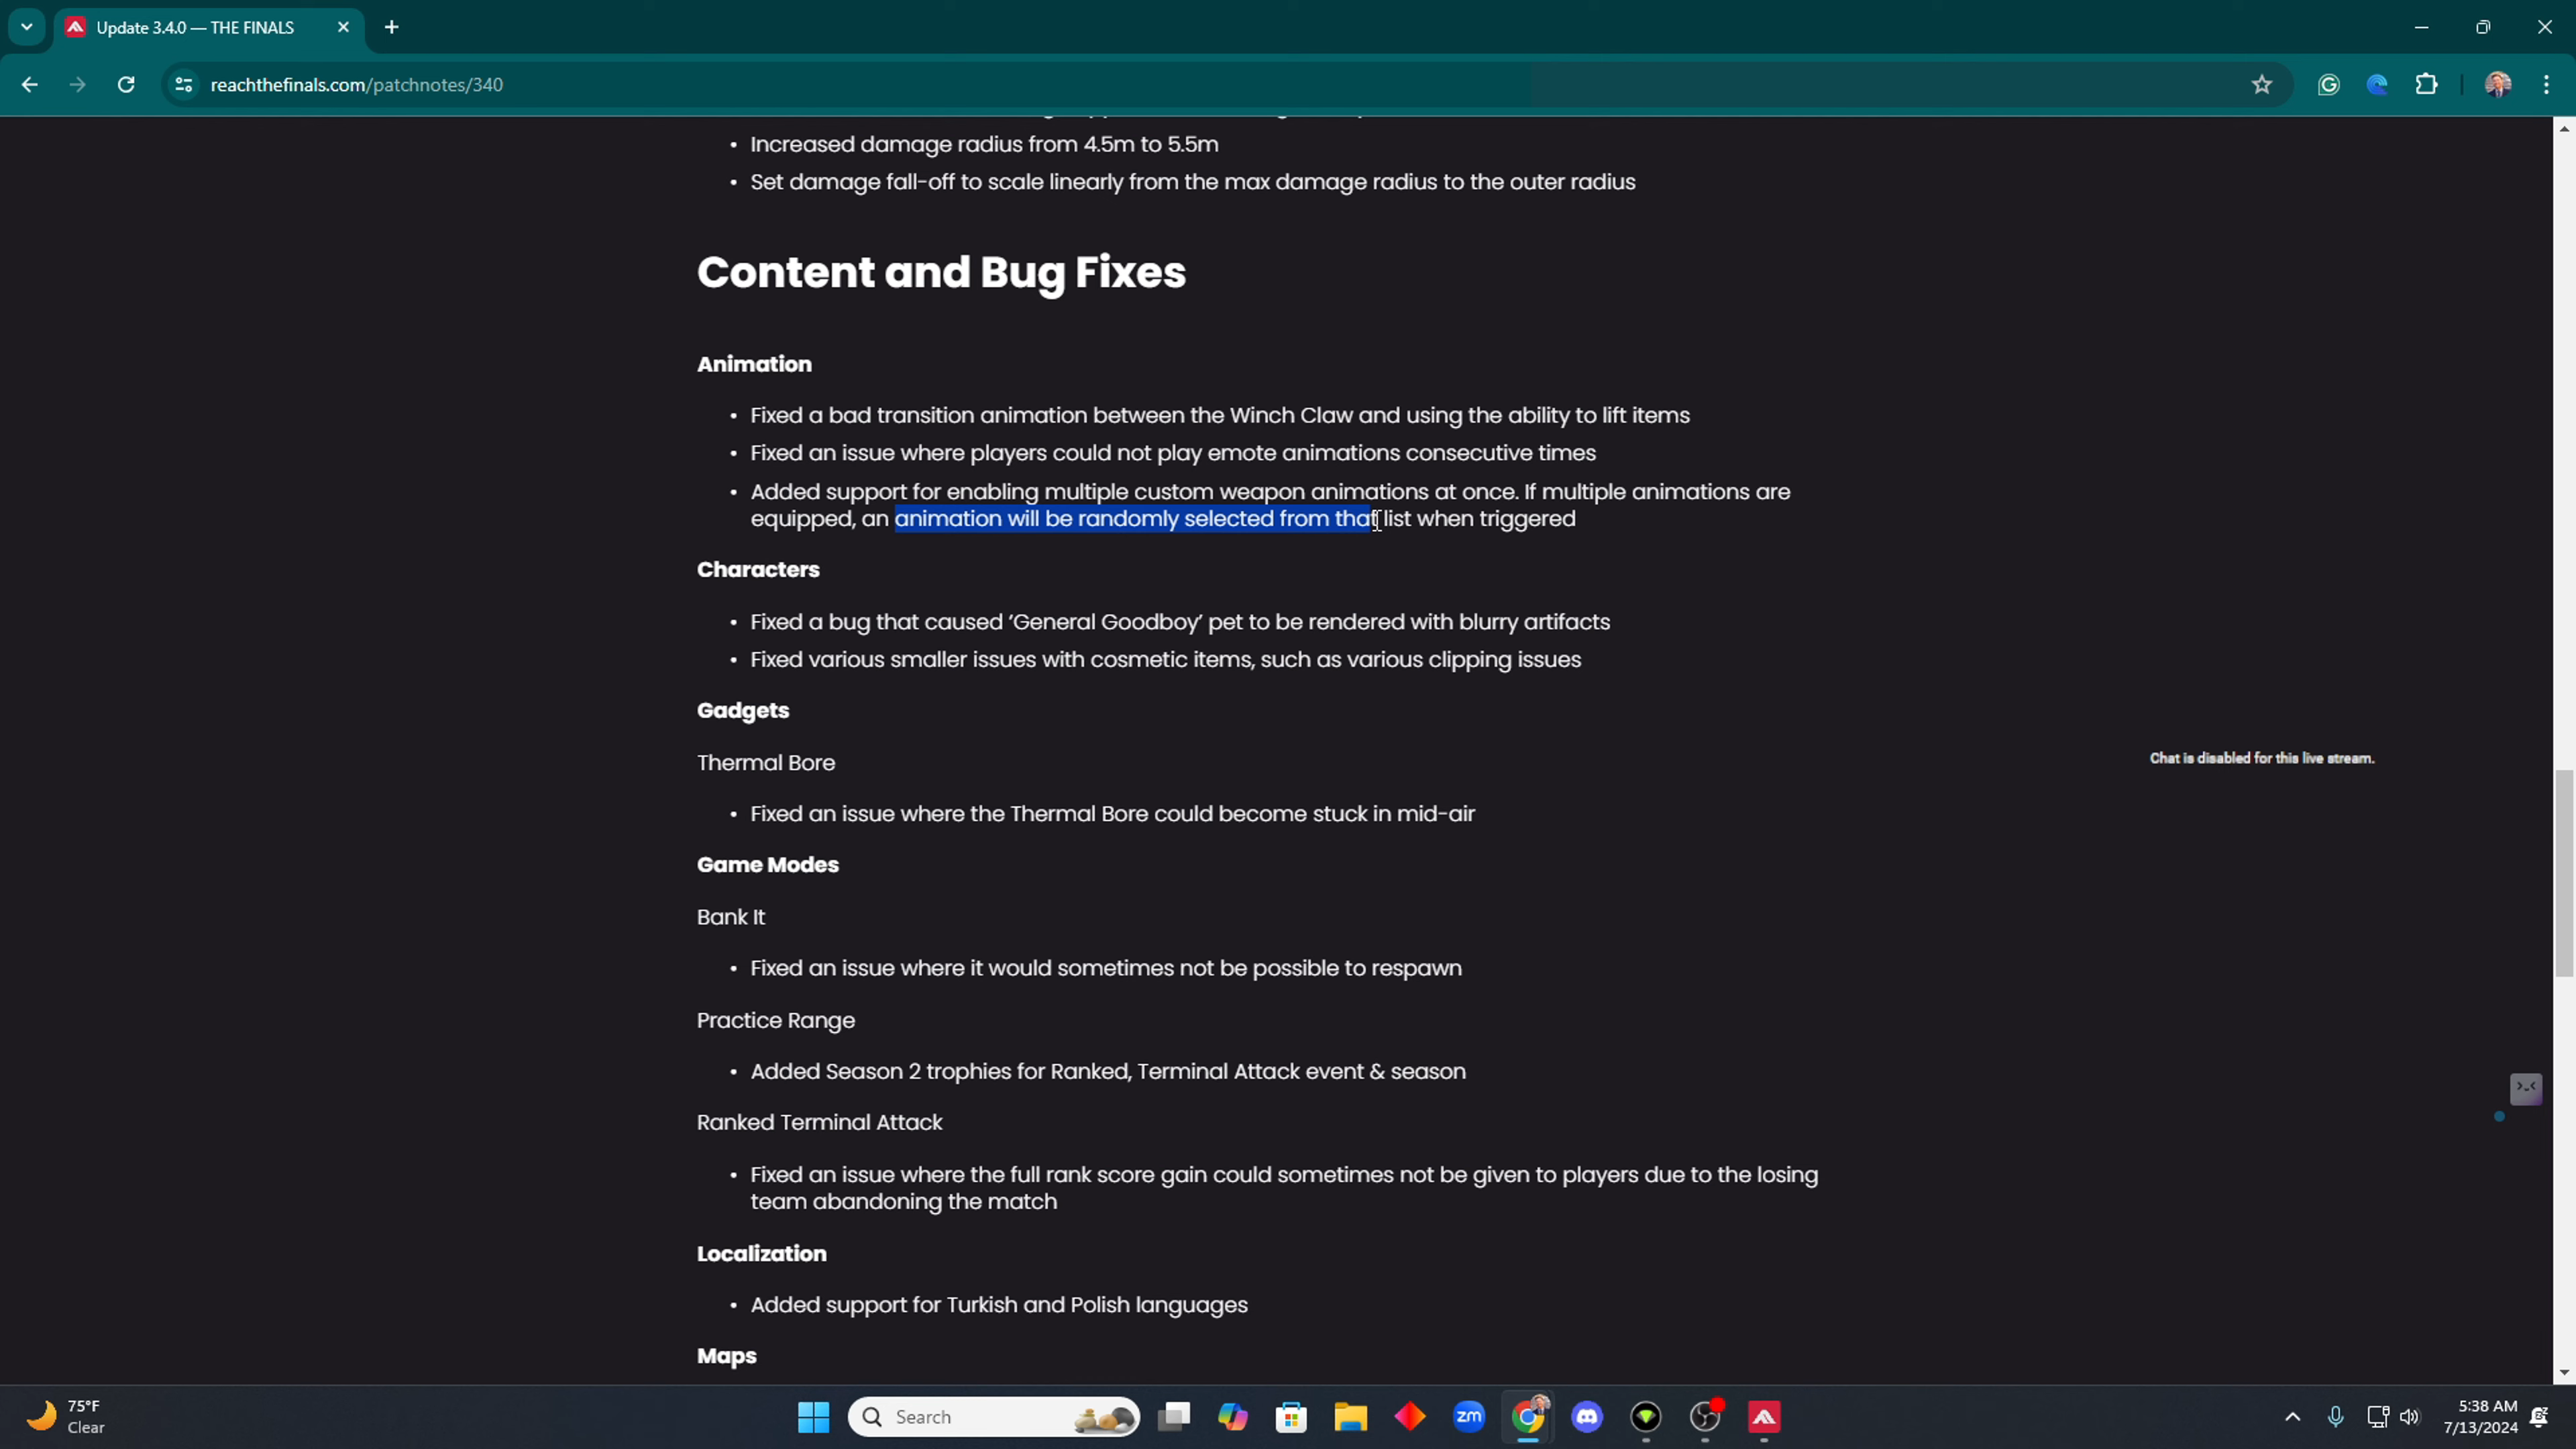 Update 3.4.0 — THE FINALS
reachthefinals.com/patchnotes/340
• Increased damage radius from 4.5m to 5.5m
• Set damage fall-off to scale linearly from the max damage radius to the outer radius
Content and Bug Fixes
Animation
• Fixed a bad transition animation between the Winch Claw and using the ability to lift items
• Fixed an issue where players could not play emote animations consecutive times
• Added support for enabling multiple custom weapon animations at once. If multiple animations are
equipped, an animation will be randomly selected from that list when triggered
Characters
• Fixed a bug that caused ‘General Goodboy’ pet to be rendered with blurry artifacts
• Fixed various smaller issues with cosmetic items, such as various clipping issues
Gadgets
Thermal Bore
Chat is disabled for this live stream.
• Fixed an issue where the Thermal Bore could become stuck in mid-air
Game Modes
Bank It
• Fixed an issue where it would sometimes not be possible to respawn
Practice Range
• Added Season 2 trophies for Ranked, Terminal Attack event & season
Ranked Terminal Attack
• Fixed an issue where the full rank score gain could sometimes not be given to players due to the losing
team abandoning the match
Localization
• Added support for Turkish and Polish languages
Maps
75°F
Clear
Search
zm
5:38 AM
7/13/2024